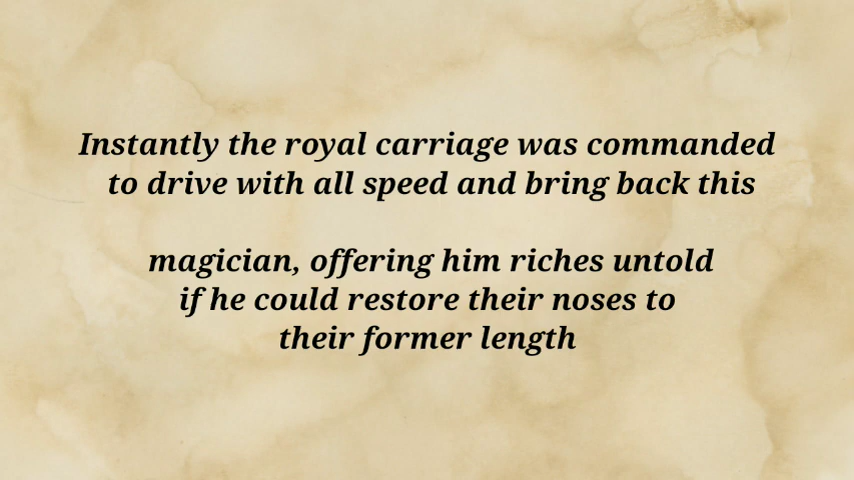 Instantly the royal carriage was commanded
to drive with all speed and bring back this
magician, offering him riches untold
if he could restore their noses to
their former length